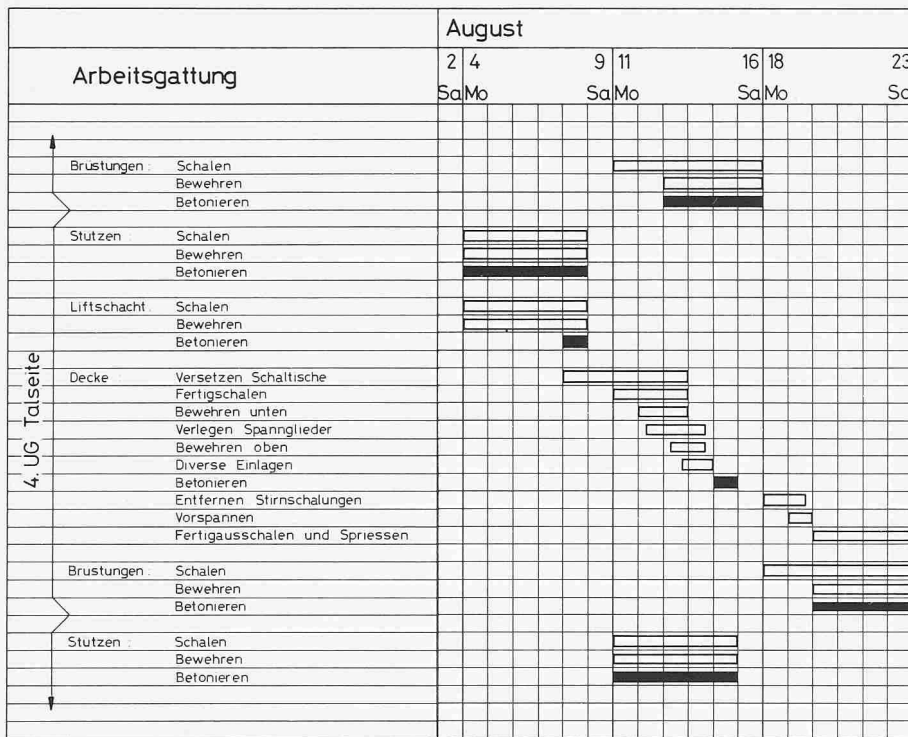 August
Arbeitsgattung
2 4 9 11 16 18 23
Sa Mo Sa Mo Sa Mo Sa
4. UG Talseite
Brüstungen : Schalen
Bewehren
Betonieren
Stützen : Schalen
Bewehren
Betonieren
Liftschacht : Schalen
Bewehren
Betonieren
Decke : Versetzen Schaltische
Fertigschalen
Bewehren unten
Verlegen Spannglieder
Bewehren oben
Diverse Einlagen
Betonieren
Entfernen Stirnschalungen
Vorspannen
Fertigausschalen und Spriessen
Brustungen : Schalen
Bewehren
Betonieren
Stützen : Schalen
Bewehren
Betonieren